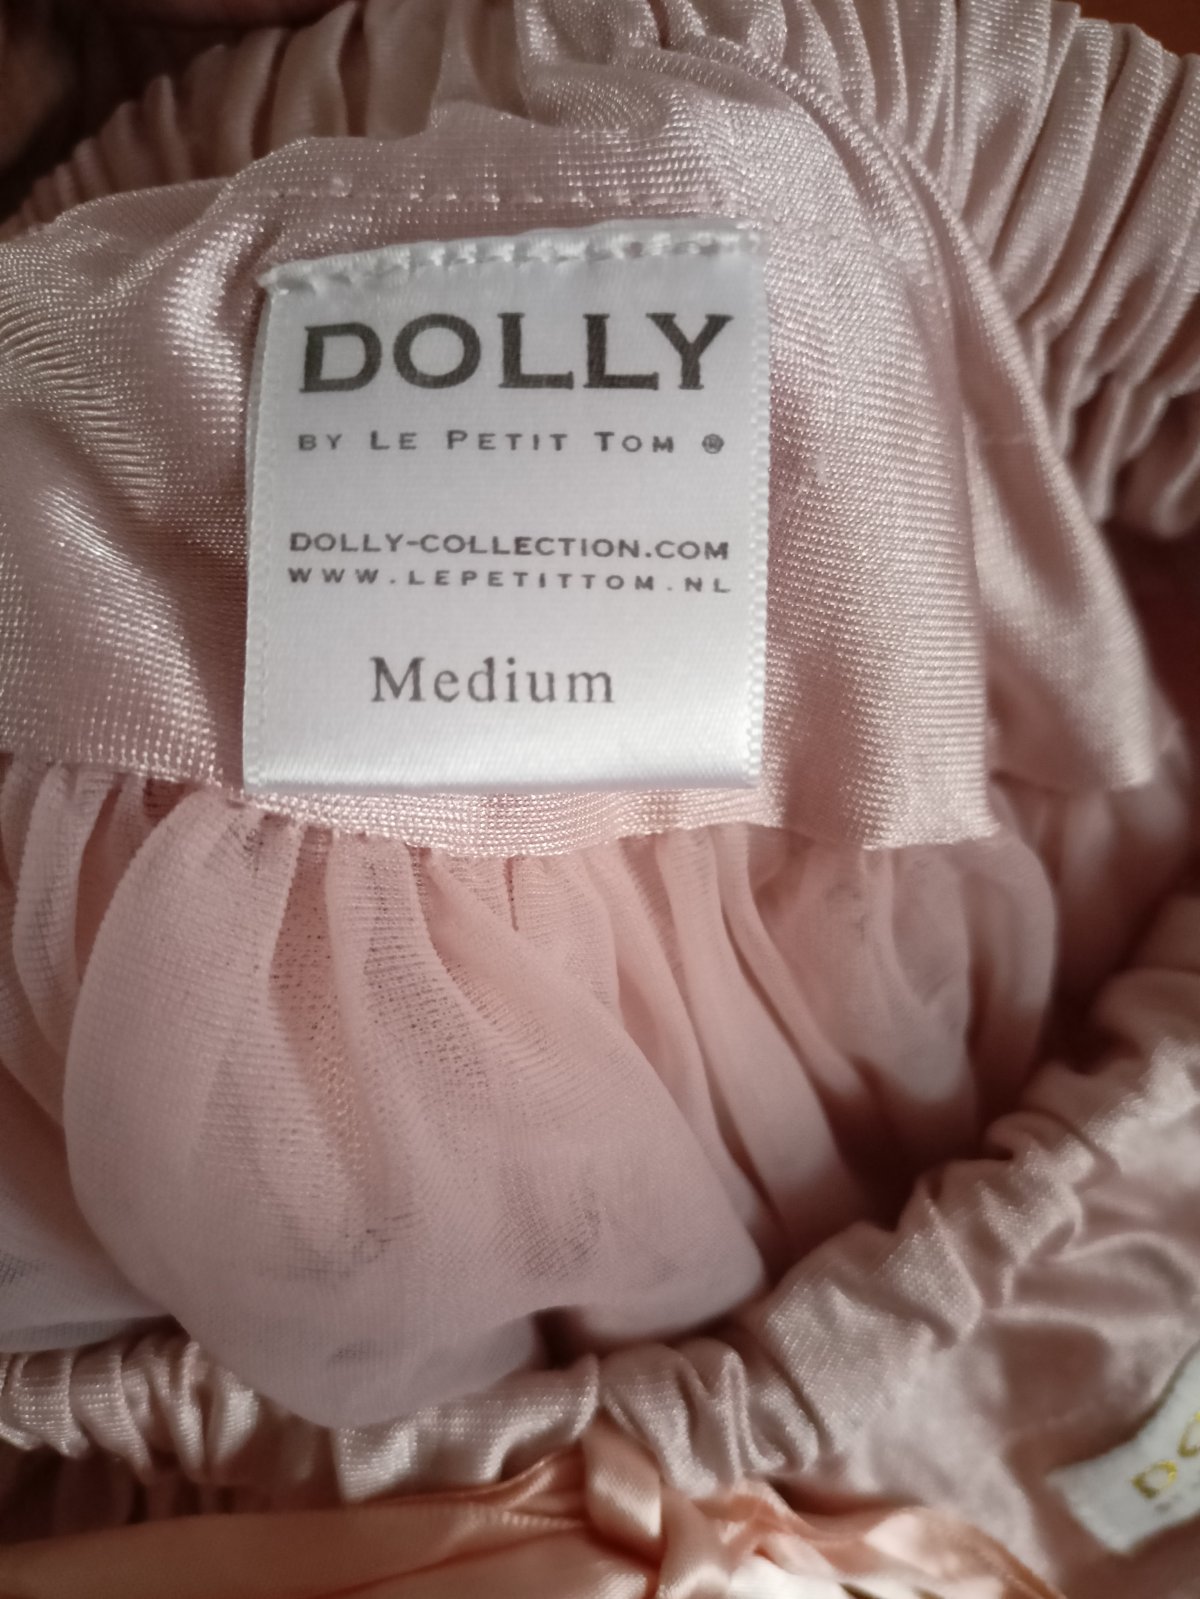 DOLLY
BY LE PETIT TOM ®
DOLLY-COLLECTION.COM
WWW.LEPETITTOM.NL
Medium